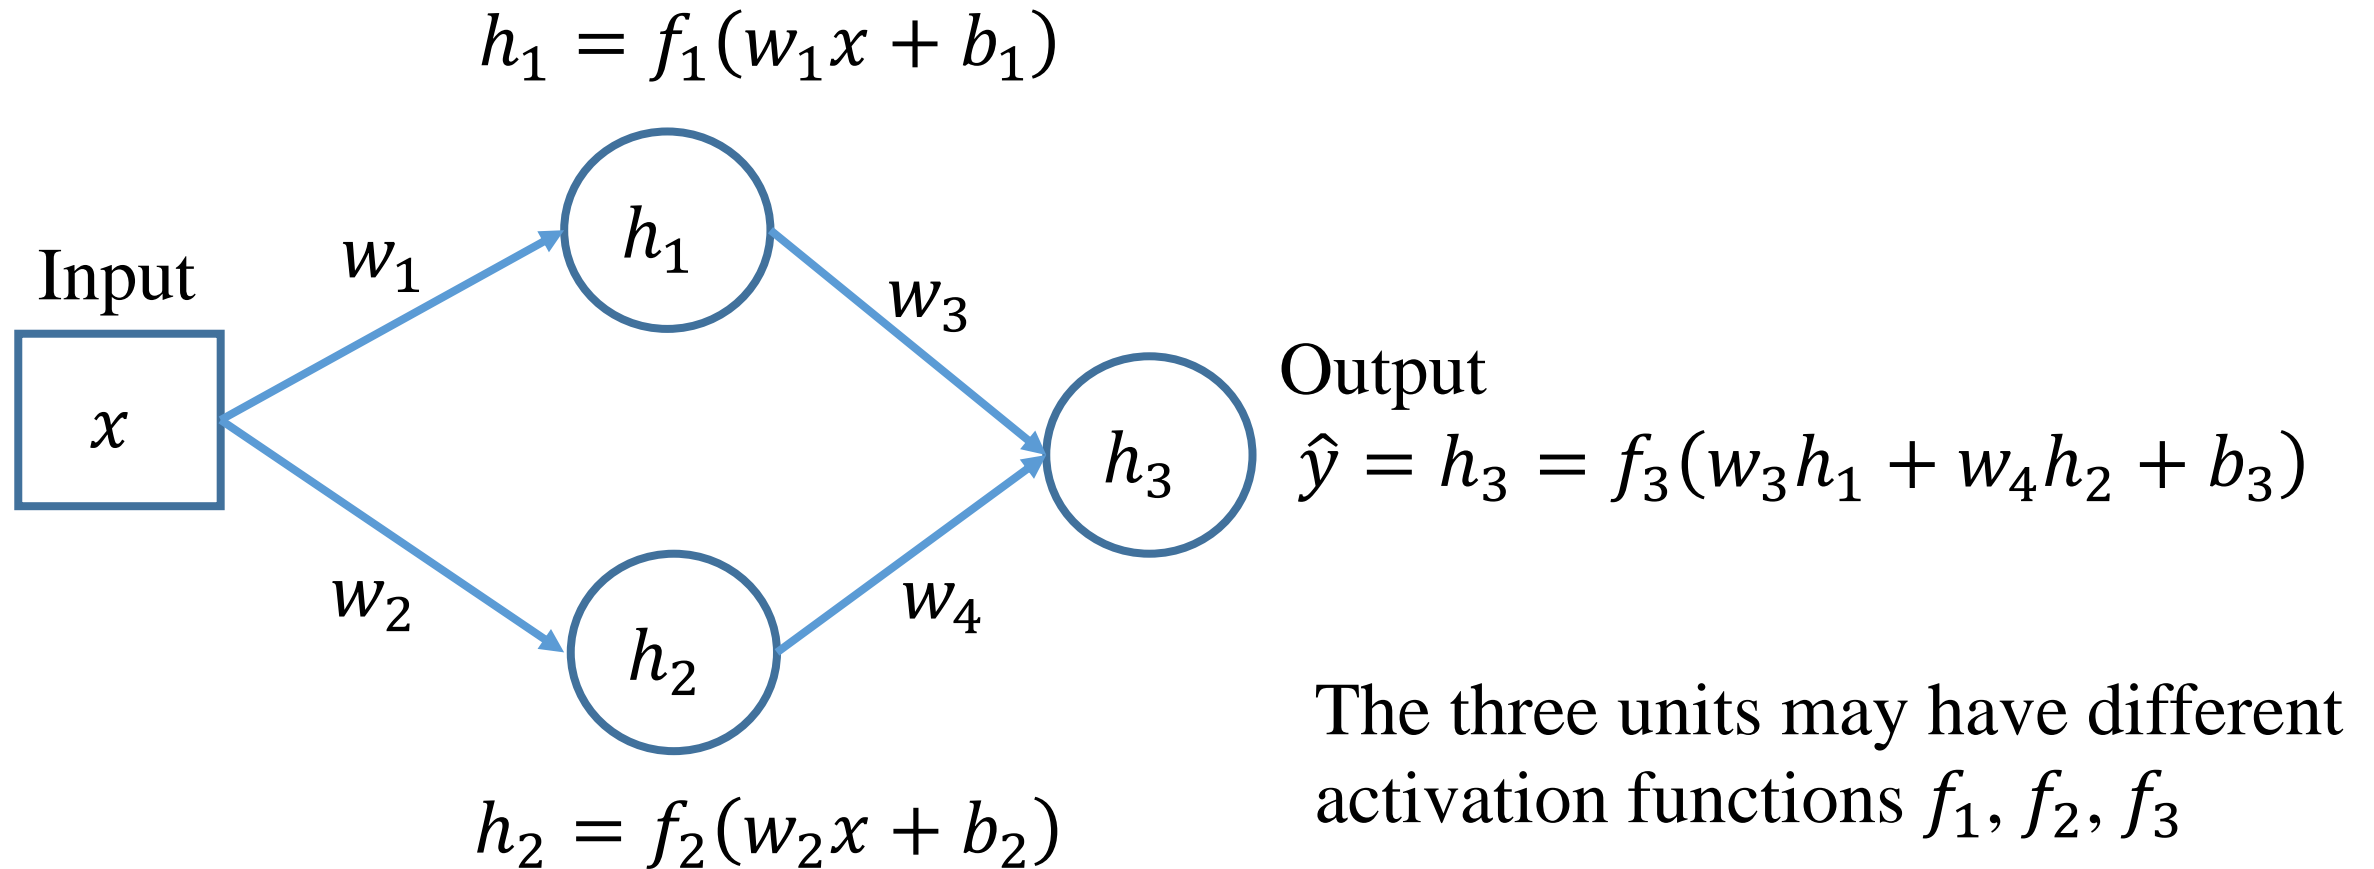 h₁ = f₁(w₁x + b₁)
Input
w₁
h₁
w₃
x
Output
h₃
ŷ = h₃ = f₃(w₃h₁ + w₄h₂ + b₃)
w₂
h₂
w₄
The three units may have different
activation functions f₁, f₂, f₃
h₂ = f₂(w₂x + b₂)